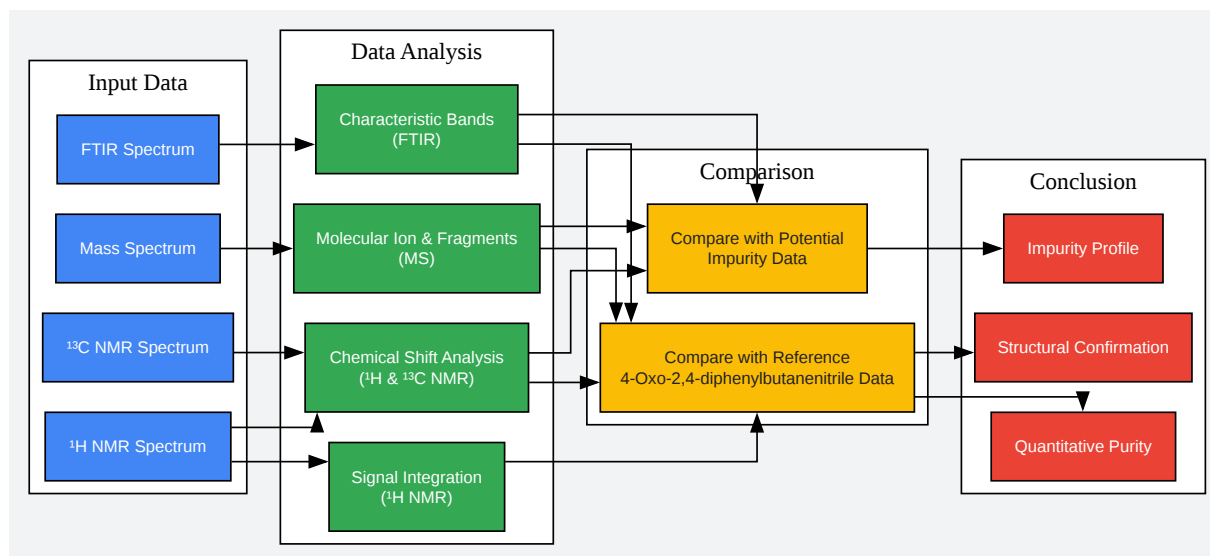 Input Data
FTIR Spectrum
Mass Spectrum
¹³C NMR Spectrum
¹H NMR Spectrum
Data Analysis
Characteristic Bands
(FTIR)
Molecular Ion & Fragments
(MS)
Chemical Shift Analysis
(¹H & ¹³C NMR)
Signal Integration
(¹H NMR)
Comparison
Compare with Potential
Impurity Data
Compare with Reference
4-Oxo-2,4-diphenylbutanenitrile Data
Conclusion
Impurity Profile
Structural Confirmation
Quantitative Purity